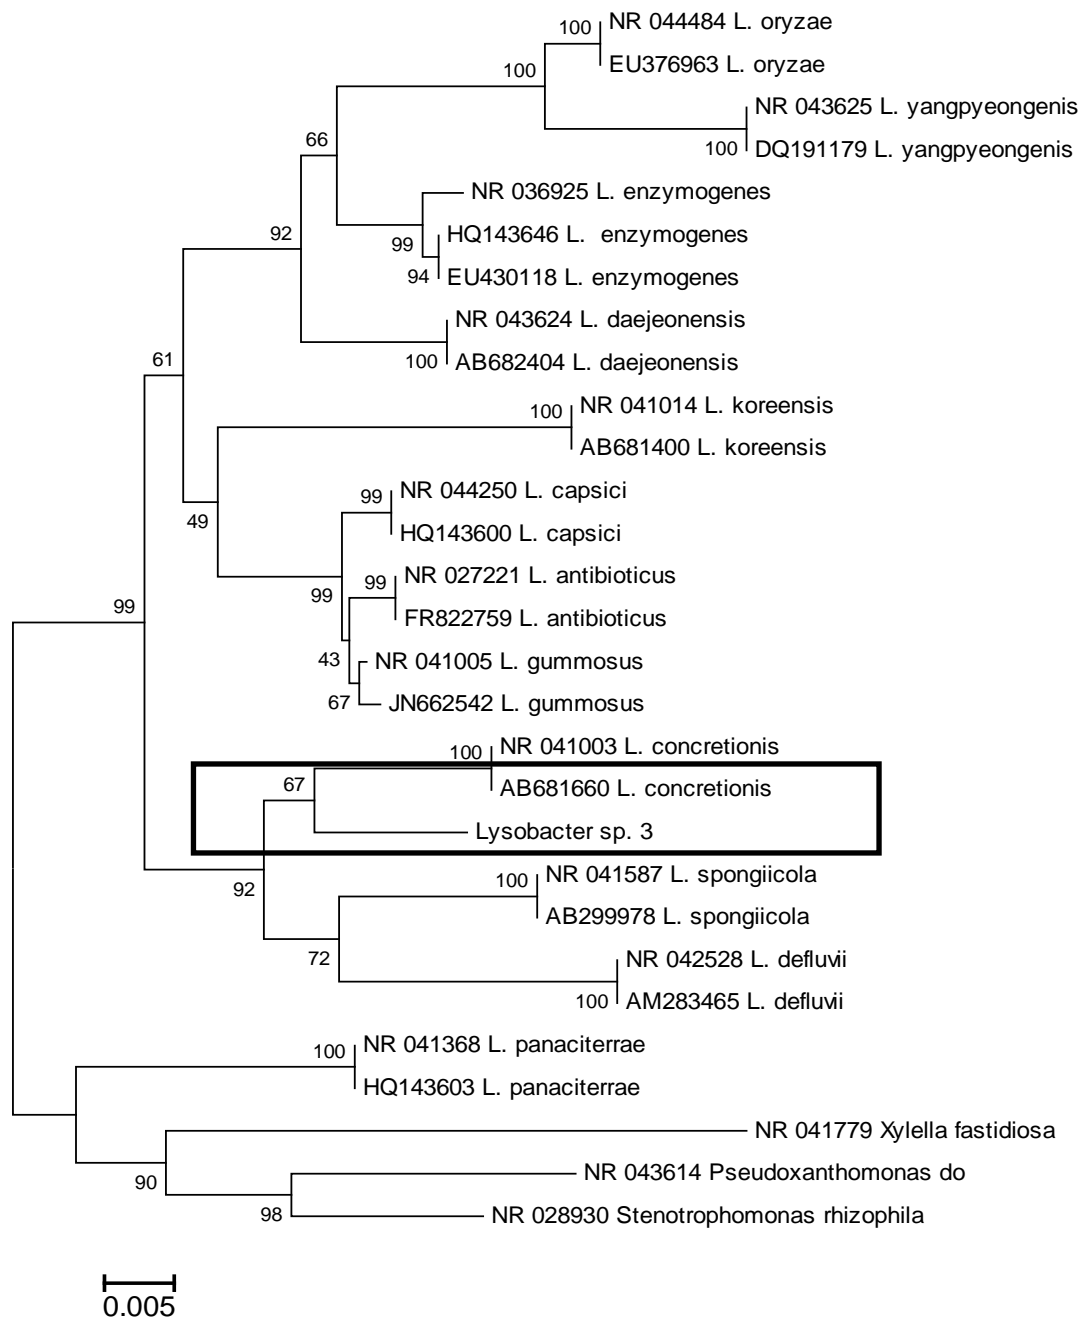 100
NR 044484 L. oryzae
EU376963 L. oryzae
100
NR 043625 L. yangpyeongenis
100
DQ191179 L. yangpyeongenis
66
NR 036925 L. enzymogenes
99
HQ143646 L. enzymogenes
94
EU430118 L. enzymogenes
92
NR 043624 L. daejeonensis
100
AB682404 L. daejeonensis
61
100
NR 041014 L. koreensis
AB681400 L. koreensis
49
99
NR 044250 L. capsici
HQ143600 L. capsici
99
99
NR 027221 L. antibioticus
FR822759 L. antibioticus
43
NR 041005 L. gummosus
67
JN662542 L. gummosus
99
100
NR 041003 L. concretionis
AB681660 L. concretionis
67
Lysobacter sp. 3
92
100
NR 041587 L. spongiicola
AB299978 L. spongiicola
72
NR 042528 L. defluvii
100
AM283465 L. defluvii
100
NR 041368 L. panaciterrae
HQ143603 L. panaciterrae
NR 041779 Xylella fastidiosa
90
NR 043614 Pseudoxanthomonas do
98
NR 028930 Stenotrophomonas rhizophila
0.005